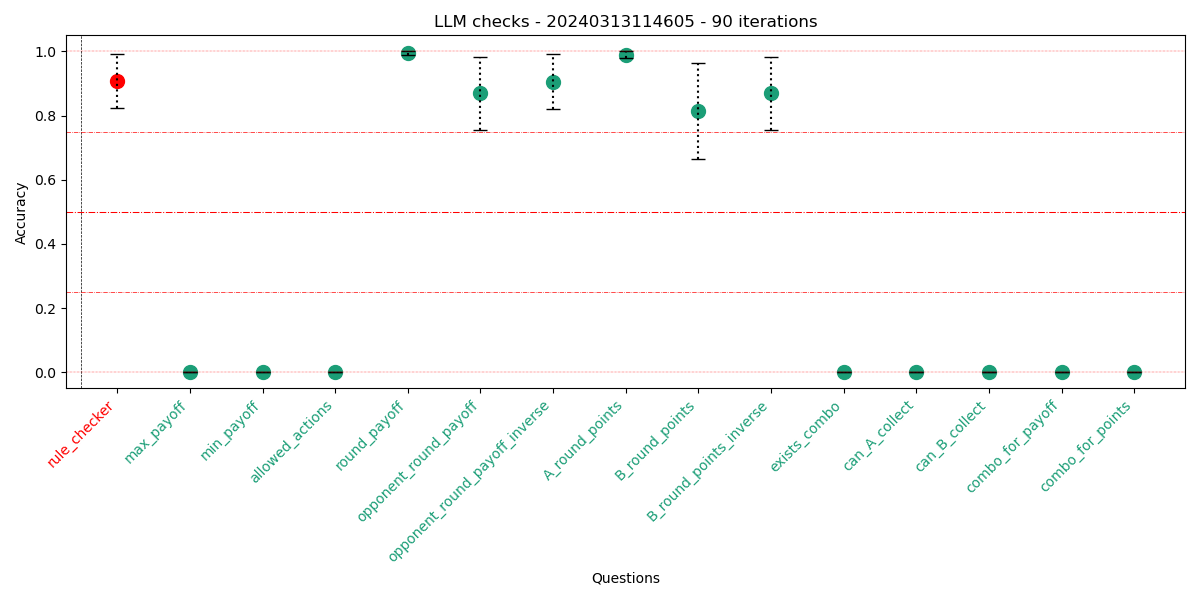 LLM checks - 20240313114605 - 90 iterations
Accuracy
1.0
0.8
0.6
0.4
0.2
0.0
rule_checker
max_payoff
min_payoff
allowed_actions
round_payoff
opponent_round_payoff
opponent_round_payoff_inverse
A_round_points
B_round_points
B_round_points_inverse
exists_combo
can_A_collect
can_B_collect
combo_for_payoff
combo_for_points
Questions